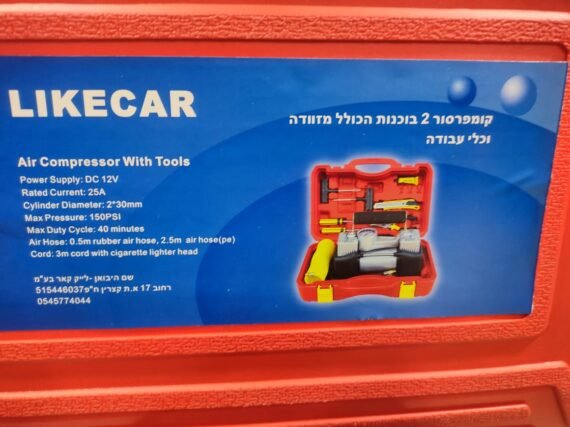 LIKECAR
קומפרסור 2 בוכנות הכולל מזוודה
וכלי עבודה
Air Compressor With Tools
Power Supply: DC 12V
Rated Current: 25A
Cylinder Diameter: 2*30mm
Max Pressure: 150PSI
Max Duty Cycle: 40 minutes
Air Hose: 0.5m rubber air hose, 2.5m air hose(pe)
Cord: 3m cord with cigarette lighter head
שם היבואן -לייק קאר בע"מ
רחוב 17 א.ת קצרין ח"פ515446037
0545774044